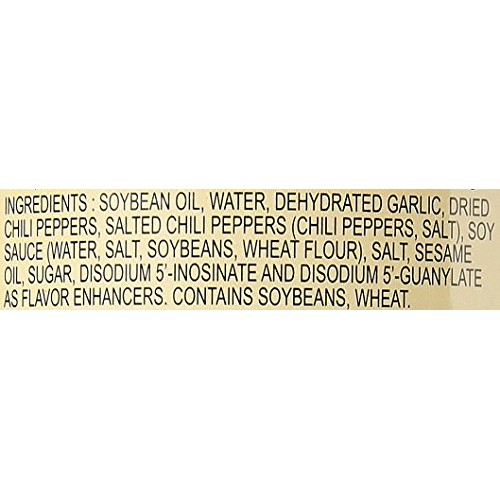 INGREDIENTS : SOYBEAN OIL, WATER, DEHYDRATED GARLIC, DRIED
CHILI PEPPERS, SALTED CHILI PEPPERS (CHILI PEPPERS, SALT), SOY
SAUCE (WATER, SALT, SOYBEANS, WHEAT FLOUR), SALT, SESAME
OIL, SUGAR, DISODIUM 5'-INOSINATE AND DISODIUM 5'-GUANYLATE
AS FLAVOR ENHANCERS. CONTAINS SOYBEANS, WHEAT.